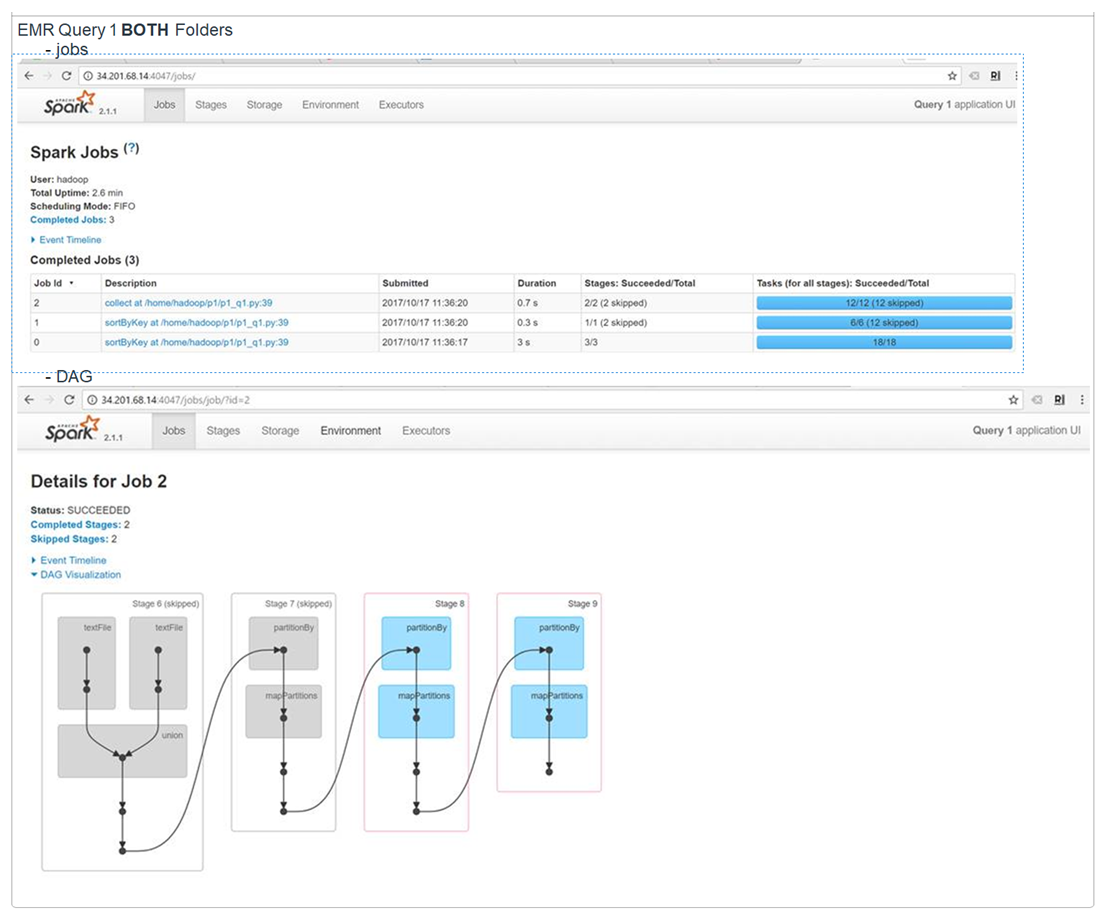 EMR Query 1 BOTH Folders
- jobs
34.201.68.14:4047/jobs/
APACHE Spark 2.1.1 Jobs Stages Storage Environment Executors Query 1 application UI
Spark Jobs (?)
User: hadoop
Total Uptime: 2.6 min
Scheduling Mode: FIFO
Completed Jobs: 3
Event Timeline
Completed Jobs (3)
Job Id Description Submitted Duration Stages: Succeeded/Total Tasks (for all stages): Succeeded/Total
2 collect at /home/hadoop/p1/p1_q1.py:39 2017/10/17 11:36:20 0.7 s 2/2 (2 skipped) 12/12 (12 skipped)
1 sortByKey at /home/hadoop/p1/p1_q1.py:39 2017/10/17 11:36:20 0.3 s 1/1 (2 skipped) 6/6 (12 skipped)
0 sortByKey at /home/hadoop/p1/p1_q1.py:39 2017/10/17 11:36:17 3 s 3/3 18/18
- DAG
34.201.68.14:4047/jobs/job/?id=2
APACHE Spark 2.1.1 Jobs Stages Storage Environment Executors Query 1 application UI
Details for Job 2
Status: SUCCEEDED
Completed Stages: 2
Skipped Stages: 2
Event Timeline
DAG Visualization
Stage 6 (skipped) Stage 7 (skipped) Stage 8 Stage 9
textFile textFile partitionBy partitionBy partitionBy
mapPartitions mapPartitions mapPartitions
union